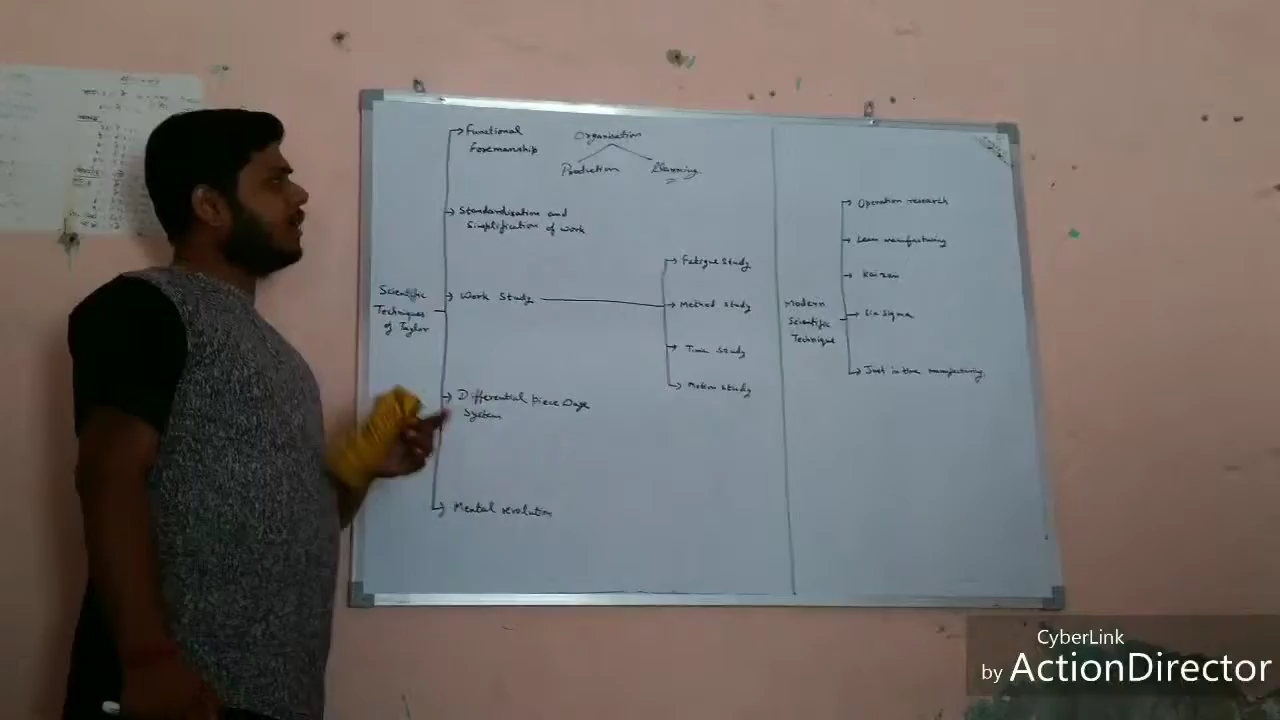 Functional
foremanship
Organisation
Production
Planning
Standardization and
Simplification of work
Scientific
Techniques
of Taylor
Work Study
Fatigue Study
Method Study
Time Study
Motion Study
Differential piece wage
System
Mental revolution
Modern
Scientific
Technique
Operation research
Lean manufacturing
Kaizen
Six Sigma
Just in time manufacturing
CyberLink
by ActionDirector